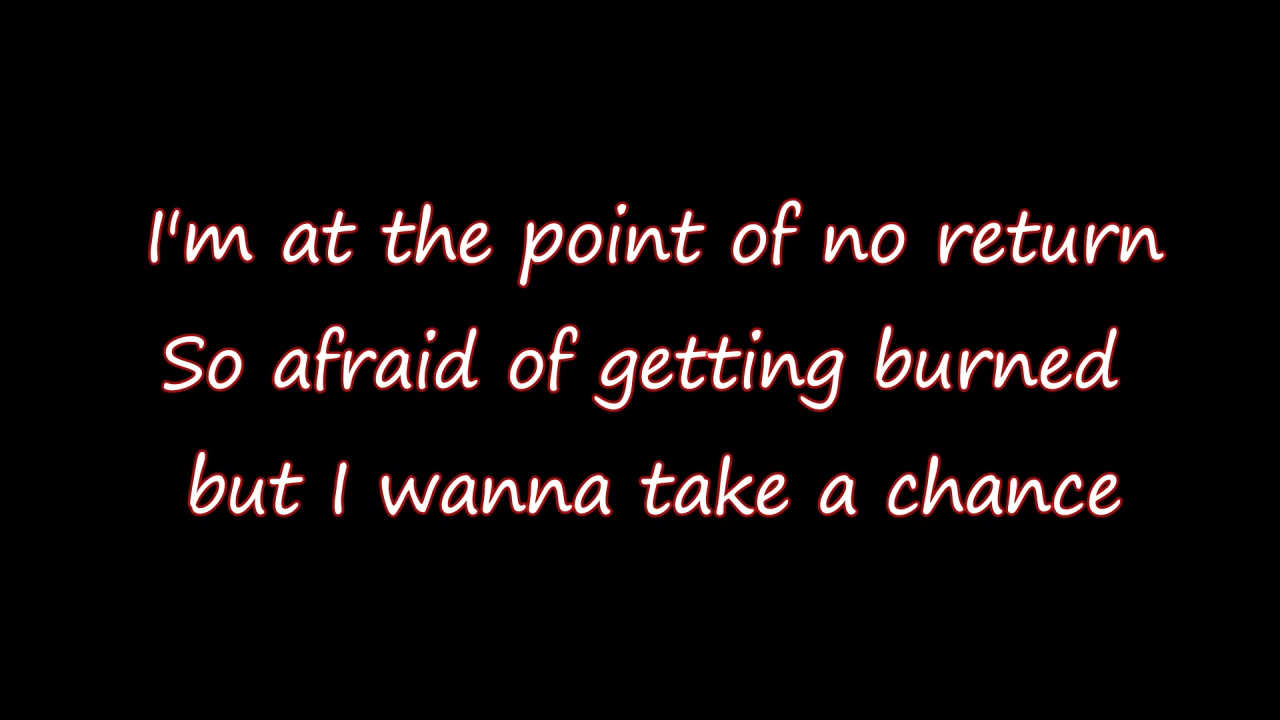 I'm at the point of no return
So afraid of getting burned
but I wanna take a chance